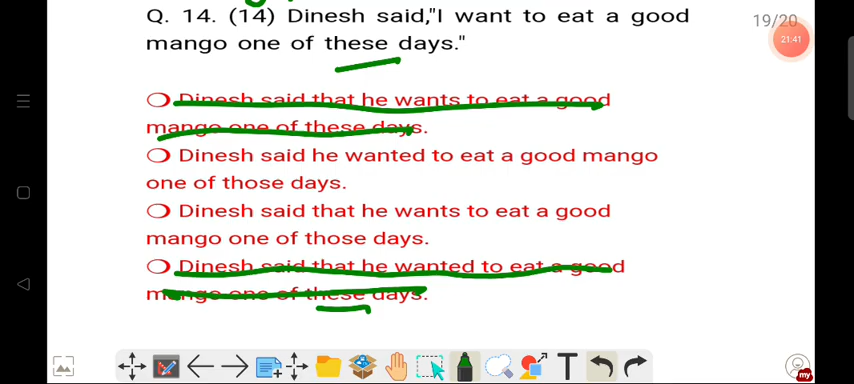 Q. 14. (14) Dinesh said,"I want to eat a good
19/20
mango one of these days."
21:41
Dinesh said that he wants to eat a good
mango one of these days.
Dinesh said he wanted to eat a good mango
one of those days.
Dinesh said that he wants to eat a good
mango one of those days.
Dinesh said that he wanted to eat a good
mango one of these days.
T
my